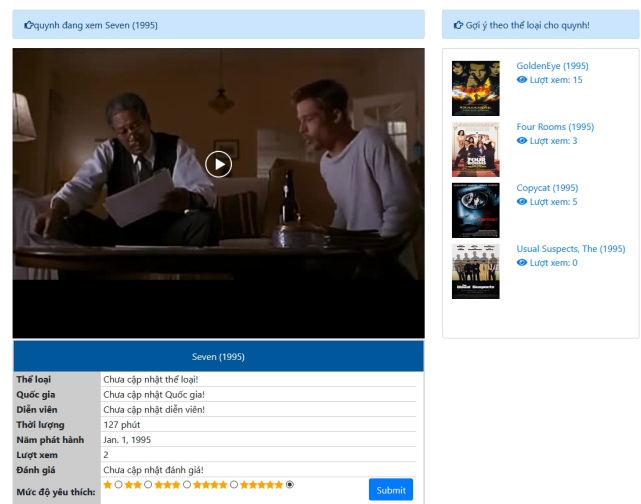 quynh đang xem Seven (1995)
Gợi ý theo thể loại cho quynh!
GoldenEye (1995)
Lượt xem: 15
Four Rooms (1995)
Lượt xem: 3
Copycat (1995)
Lượt xem: 5
Usual Suspects, The (1995)
Lượt xem: 0
Seven (1995)
Thể loại Chưa cập nhật thể loại!
Quốc gia Chưa cập nhật Quốc gia!
Diễn viên Chưa cập nhật diễn viên!
Thời lượng 127 phút
Năm phát hành Jan. 1, 1995
Lượt xem 2
Đánh giá Chưa cập nhật đánh giá!
Mức độ yêu thích: Submit